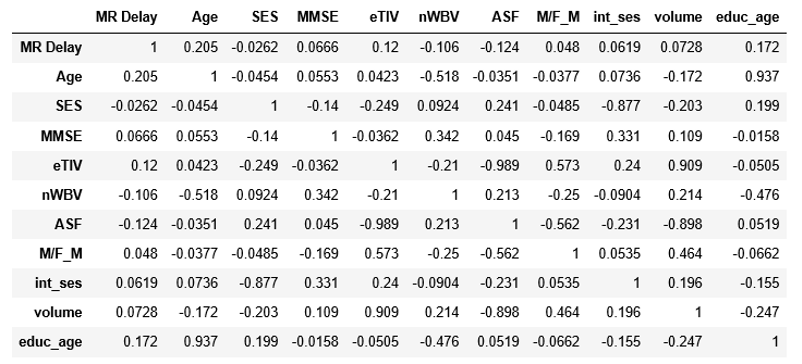 MR Delay Age SES MMSE eTIV nWBV ASF M/F_M int_ses volume educ_age
MR Delay 1 0.205 -0.0262 0.0666 0.12 -0.106 -0.124 0.048 0.0619 0.0728 0.172
Age 0.205 1 -0.0454 0.0553 0.0423 -0.518 -0.0351 -0.0377 0.0736 -0.172 0.937
SES -0.0262 -0.0454 1 -0.14 -0.249 0.0924 0.241 -0.0485 -0.877 -0.203 0.199
MMSE 0.0666 0.0553 -0.14 1 -0.0362 0.342 0.045 -0.169 0.331 0.109 -0.0158
eTIV 0.12 0.0423 -0.249 -0.0362 1 -0.21 -0.989 0.573 0.24 0.909 -0.0505
nWBV -0.106 -0.518 0.0924 0.342 -0.21 1 0.213 -0.25 -0.0904 0.214 -0.476
ASF -0.124 -0.0351 0.241 0.045 -0.989 0.213 1 -0.562 -0.231 -0.898 0.0519
M/F_M 0.048 -0.0377 -0.0485 -0.169 0.573 -0.25 -0.562 1 0.0535 0.464 -0.0662
int_ses 0.0619 0.0736 -0.877 0.331 0.24 -0.0904 -0.231 0.0535 1 0.196 -0.155
volume 0.0728 -0.172 -0.203 0.109 0.909 0.214 -0.898 0.464 0.196 1 -0.247
educ_age 0.172 0.937 0.199 -0.0158 -0.0505 -0.476 0.0519 -0.0662 -0.155 -0.247 1